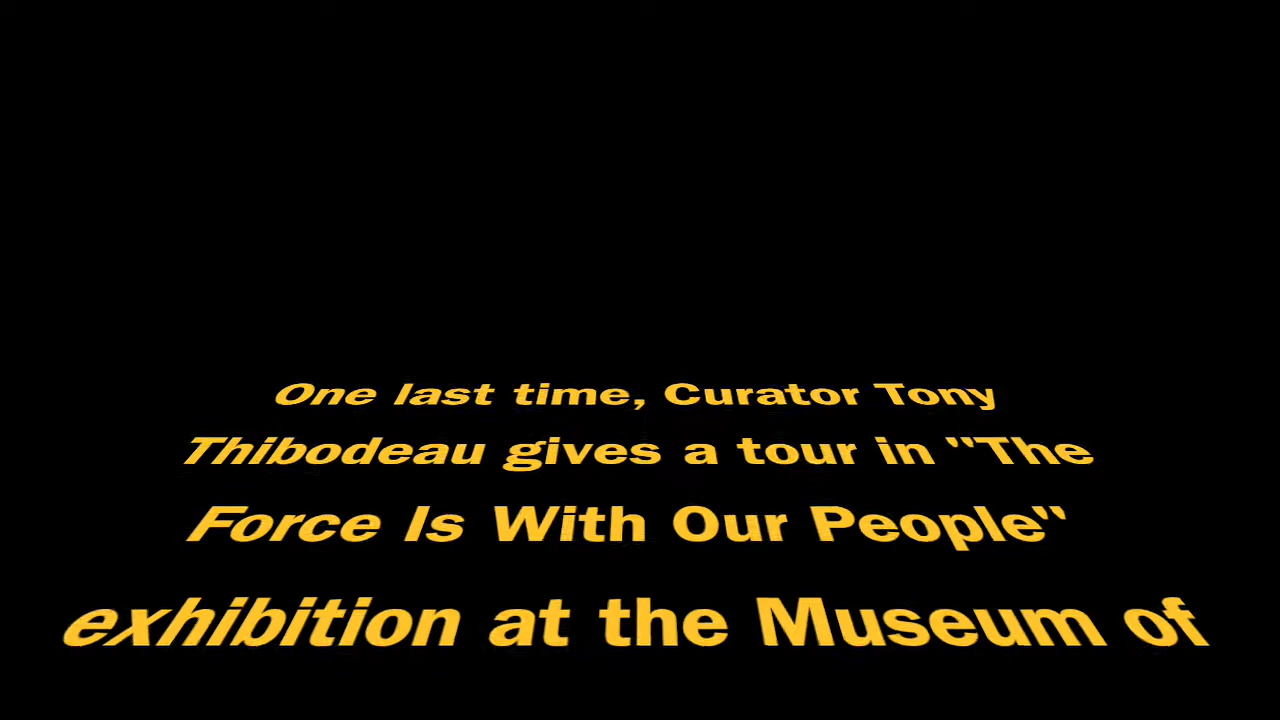 One last time, Curator Tony
Thibodeau gives a tour in "The
Force Is With Our People"
exhibition at the Museum of